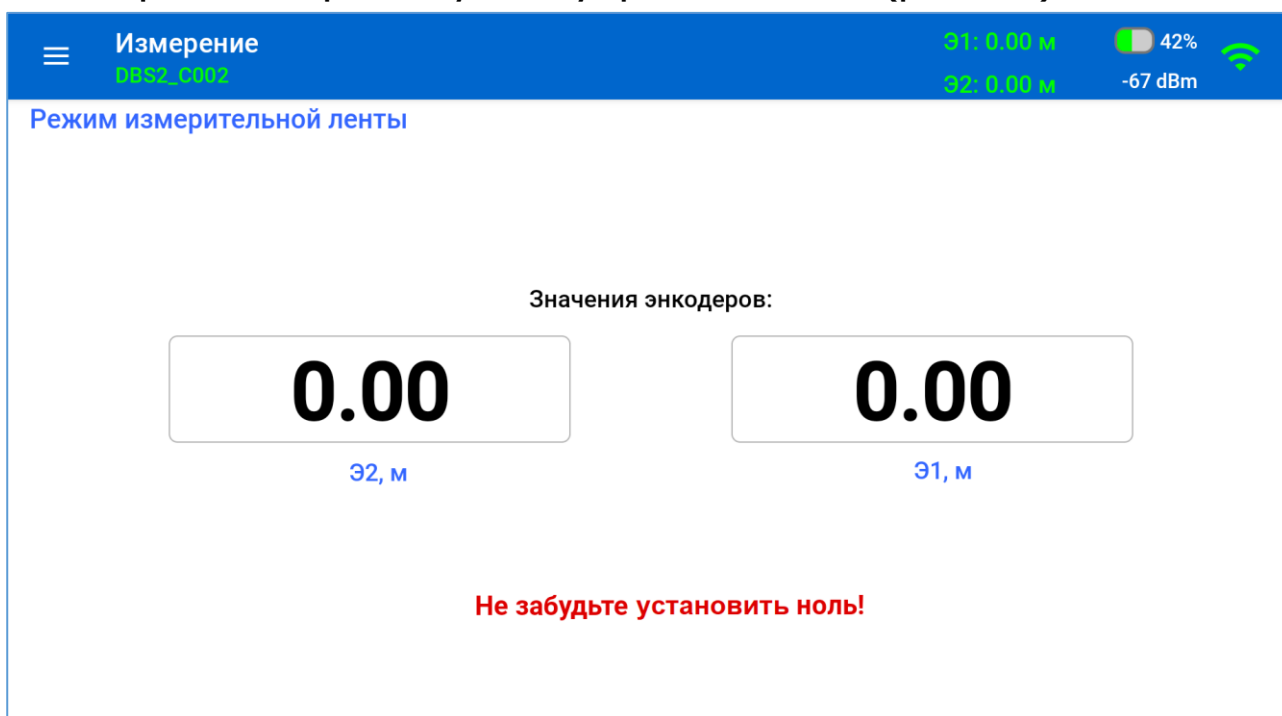 Измерение
DBS2_C002
Э1: 0.00 м
Э2: 0.00 м
42%
-67 dBm
Режим измерительной ленты
Значения энкодеров:
0.00 0.00
Э2, м Э1, м
Не забудьте установить ноль!